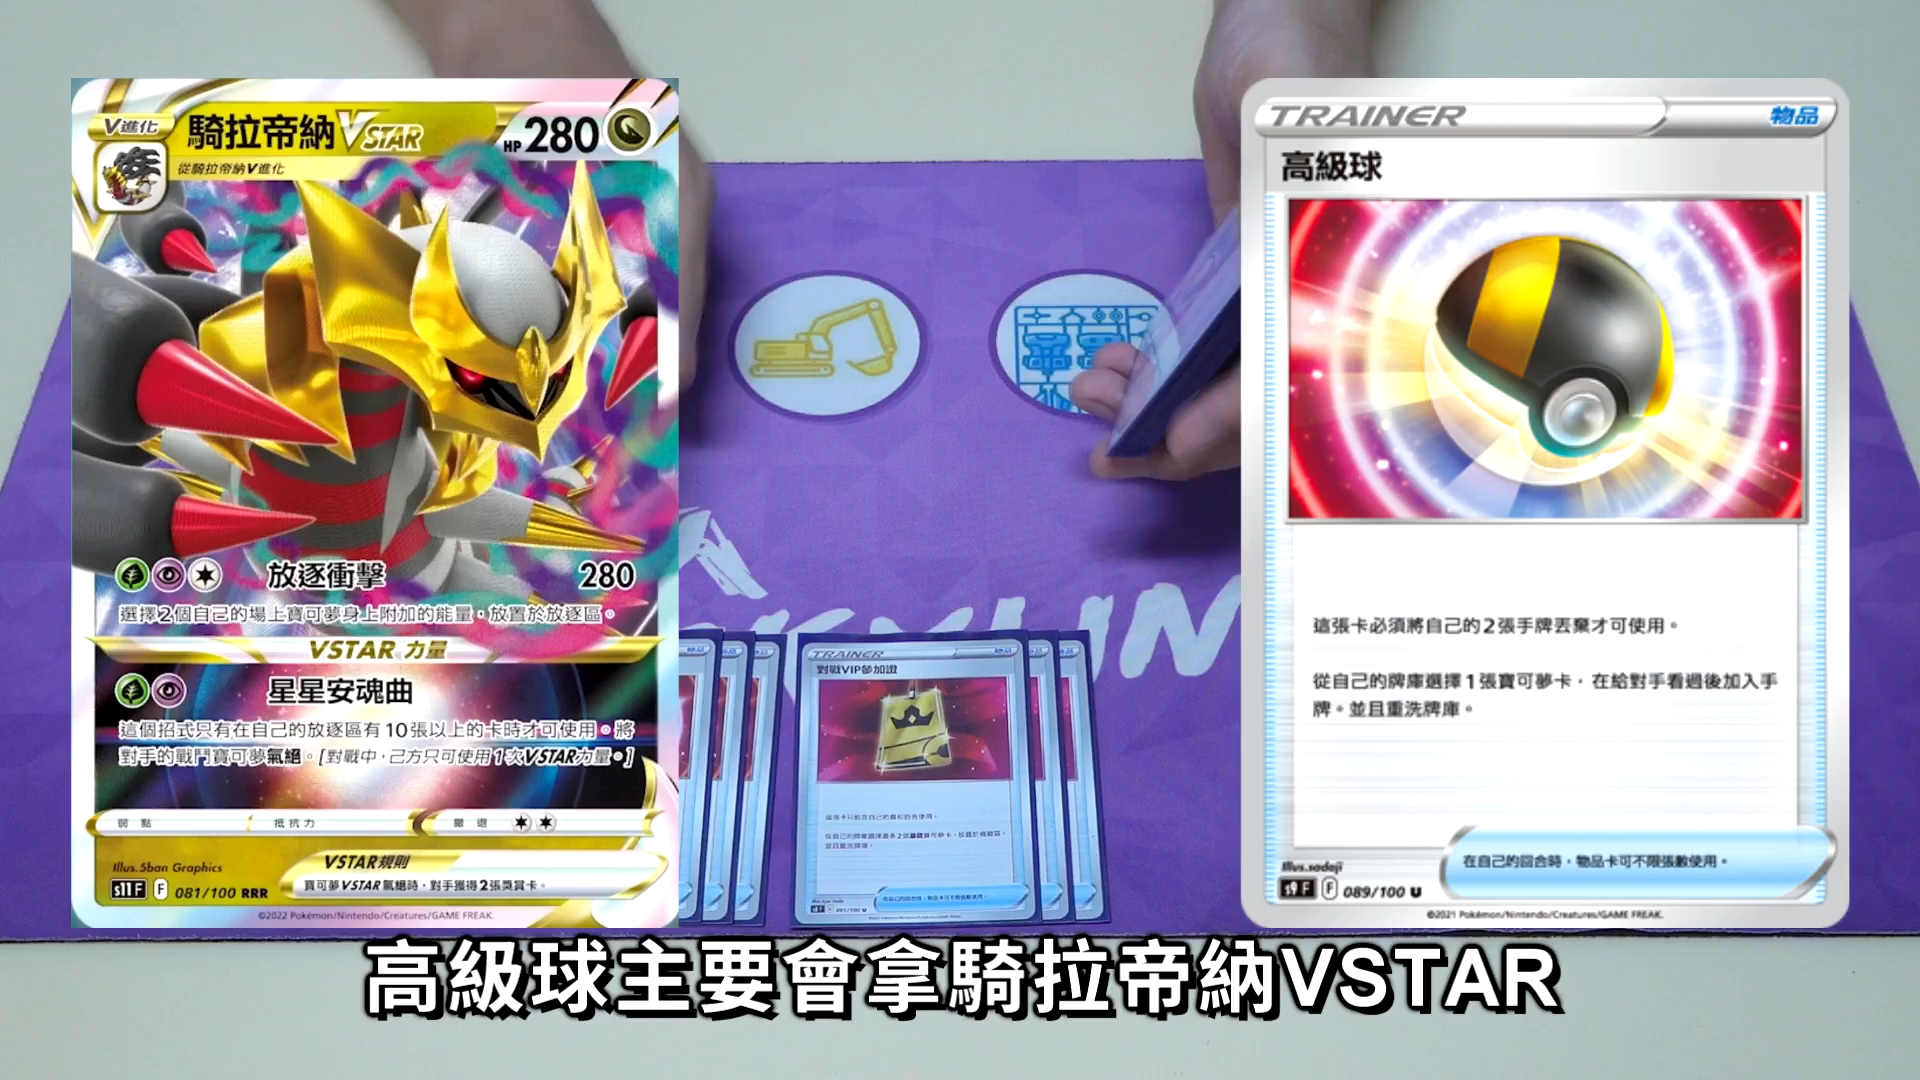 V進化
騎拉帝納VSTAR
HP 280
從騎拉帝納V進化
放逐衝擊 280
選擇2個自己的場上寶可夢身上附加的能量，放置於放逐區。
VSTAR 力量
星星安魂曲
這個招式只有在自己的放逐區有10張以上的卡時才可使用。將
對手的戰鬥寶可夢氣絕。[對戰中，己方只可使用1次VSTAR力量。]
弱點 抵抗力 撤退
Illus.5ban Graphics
VSTAR規則
寶可夢VSTAR氣絕時，對手獲得2張獎賞卡。
s11 F F 081/100 RRR
©2022 Pokémon/Nintendo/Creatures/GAME FREAK.
TRAINER 物品
對戰VIP參加證
TRAINER 物品
高級球
這張卡必須將自己的2張手牌丟棄才可使用。
從自己的牌庫選擇1張寶可夢卡，在給對手看過後加入手
牌。並且重洗牌庫。
在自己的回合時，物品卡可不限張數使用。
Illus.sadaji
s9 F F 089/100 U
©2021 Pokémon/Nintendo/Creatures/GAME FREAK.
高級球主要會拿騎拉帝納VSTAR